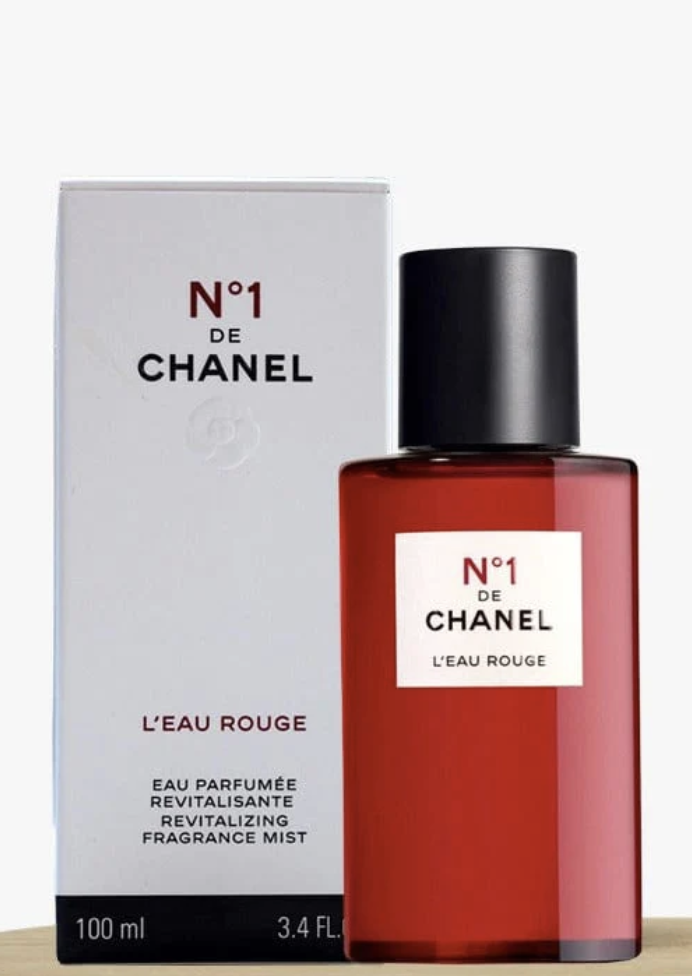 N°1
DE
CHANEL
L'EAU ROUGE
EAU PARFUMÉE
REVITALISANTE
REVITALIZING
FRAGRANCE MIST
100 ml 3.4 FL.
N°1
DE
CHANEL
L'EAU ROUGE